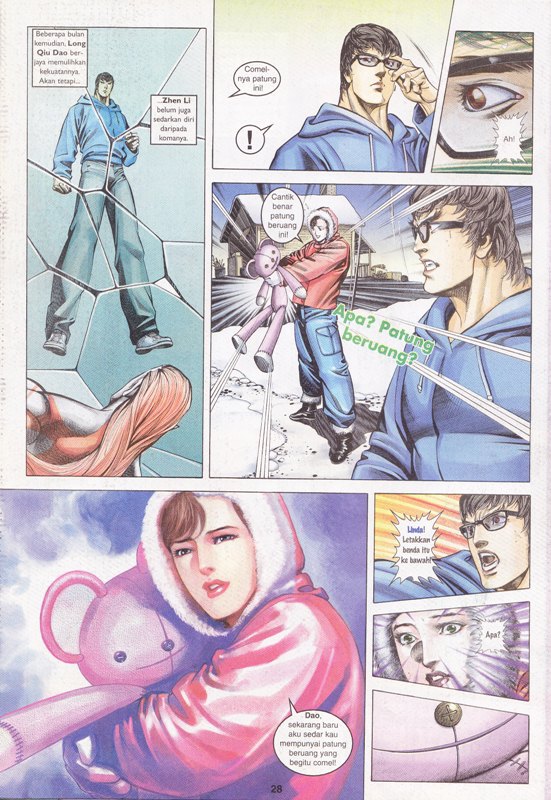 Beberapa bulan
kemudian, Long
Qiu Dao ber-
jaya memulihkan
kekuatannya.
Akan tetapi...
...Zhen Li
belum juga
sedarkan diri
daripada
komanya.
Comel-
nya patung
ini!
!
Ah!
Cantik
benar
patung
beruang
ini!
Apa? Patung
beruang?
Linda!
Letakkan
benda itu
ke bawah!
Apa?
Dao,
sekarang baru
aku sedar kau
mempunyai patung
beruang yang
begitu comel!
28